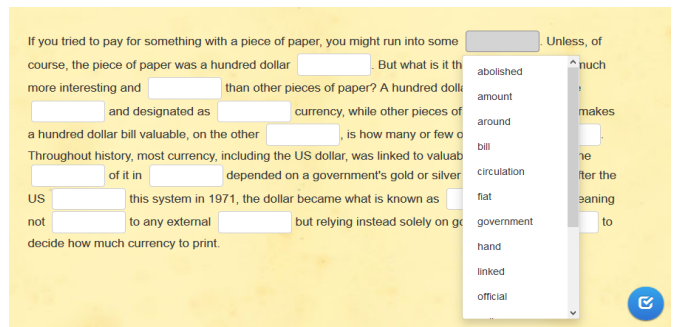 If you tried to pay for something with a piece of paper, you might run into some . Unless, of
course, the piece of paper was a hundred dollar . But what is it th much
more interesting and than other pieces of paper? A hundred dolla
and designated as currency, while other pieces of makes
a hundred dollar bill valuable, on the other , is how many or few o .
Throughout history, most currency, including the US dollar, was linked to valuab he
of it in depended on a government's gold or silver fter the
US this system in 1971, the dollar became what is known as eaning
not to any external but relying instead solely on go to
decide how much currency to print.
abolished
amount
around
bill
circulation
fiat
government
hand
linked
official